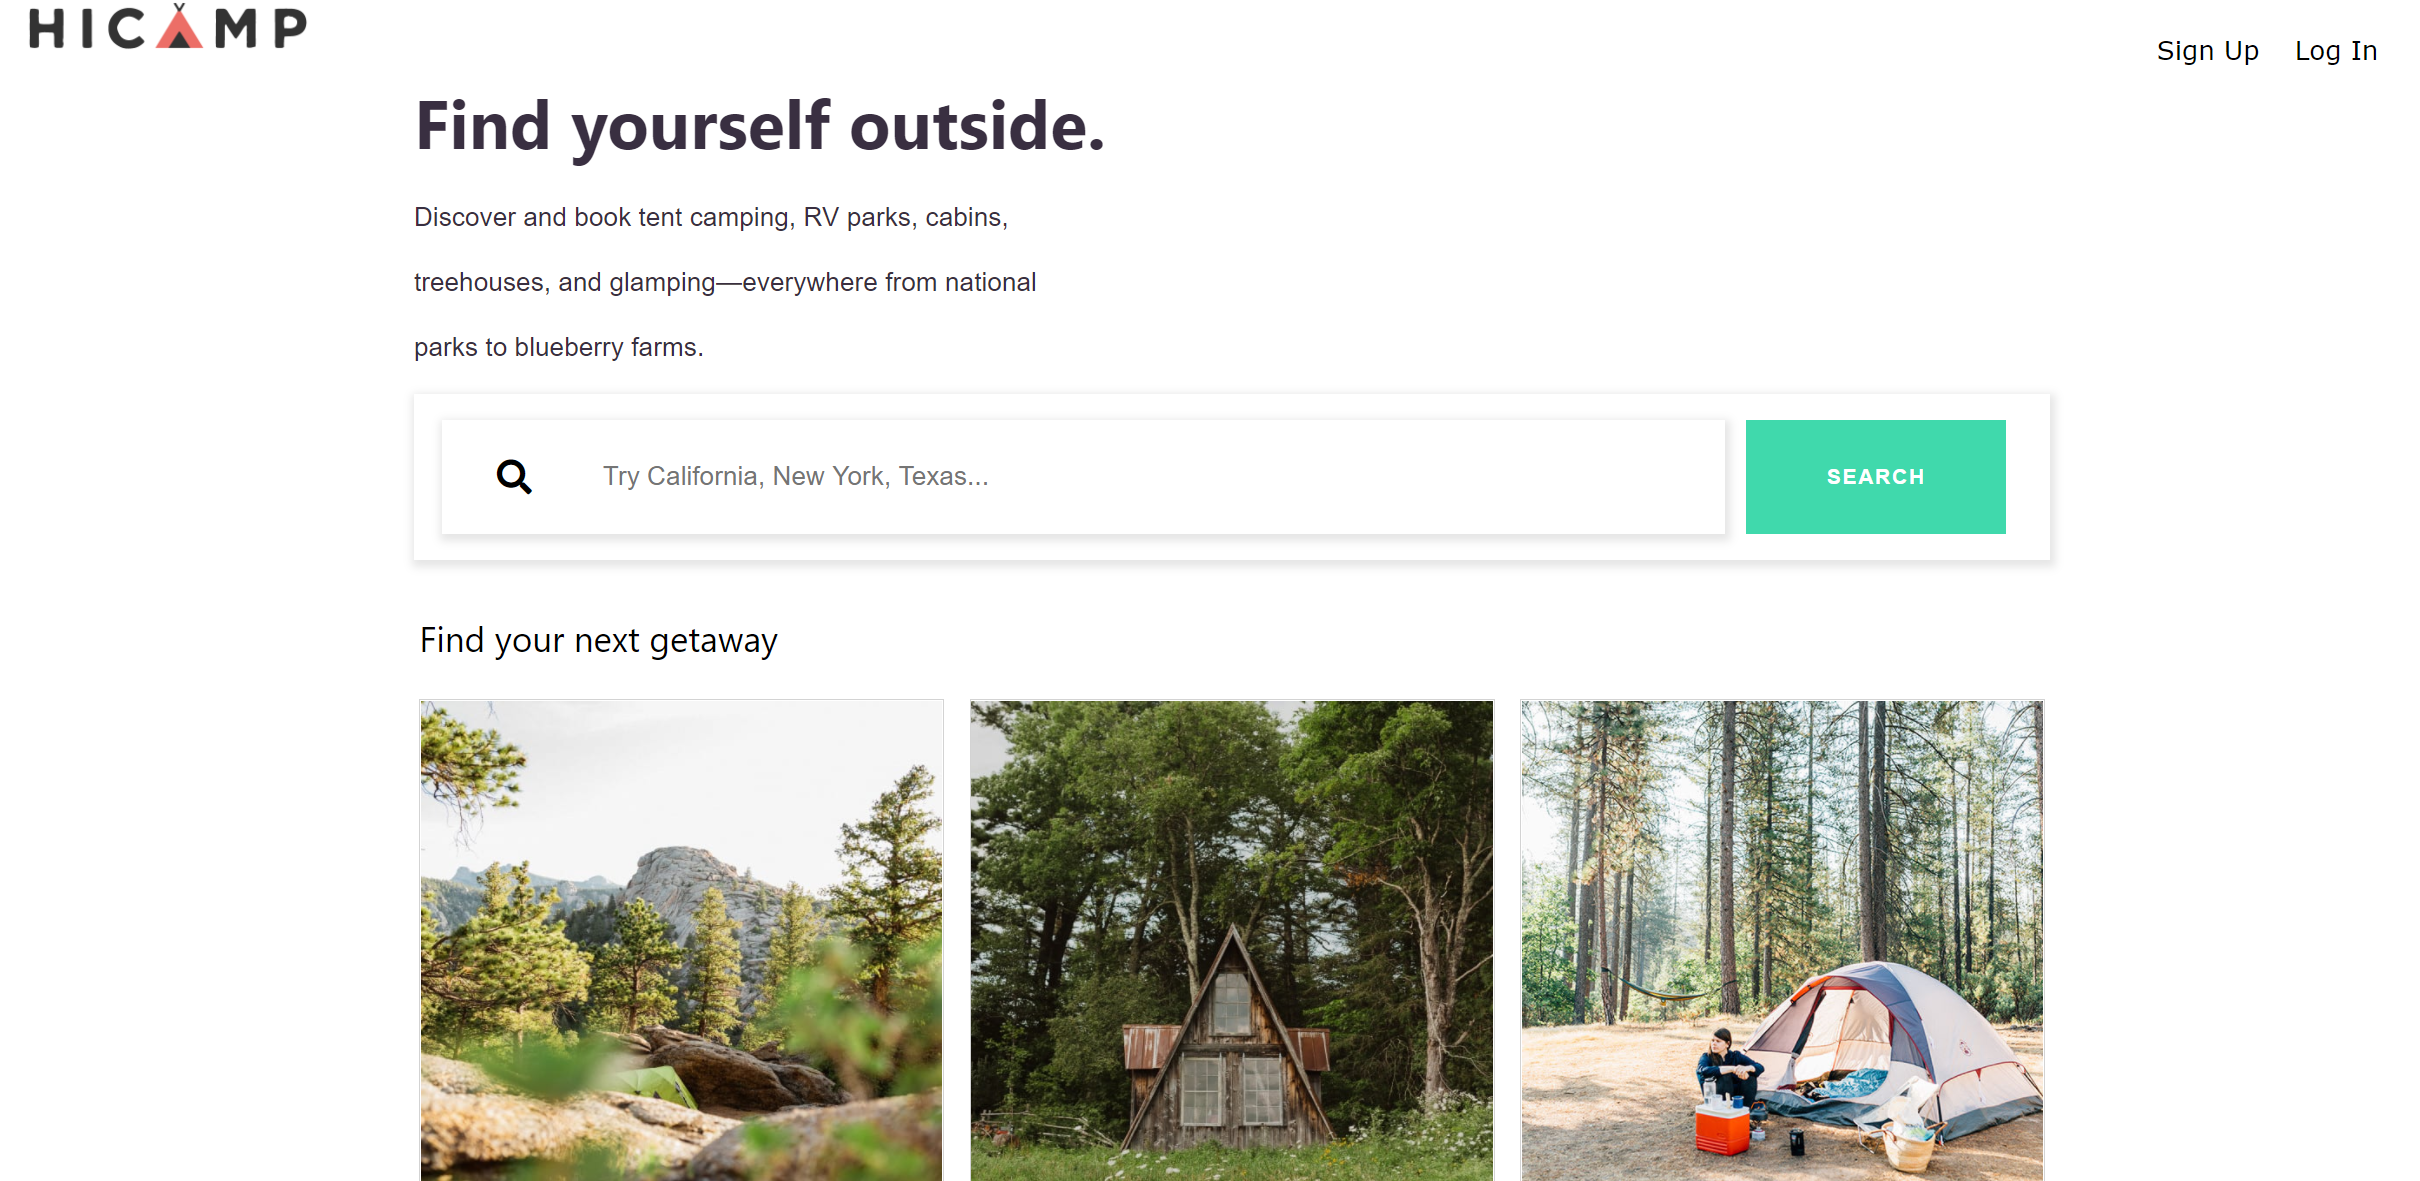 HICAMP
Sign Up Log In
Find yourself outside.
Discover and book tent camping, RV parks, cabins,
treehouses, and glamping—everywhere from national
parks to blueberry farms.
Try California, New York, Texas...
SEARCH
Find your next getaway